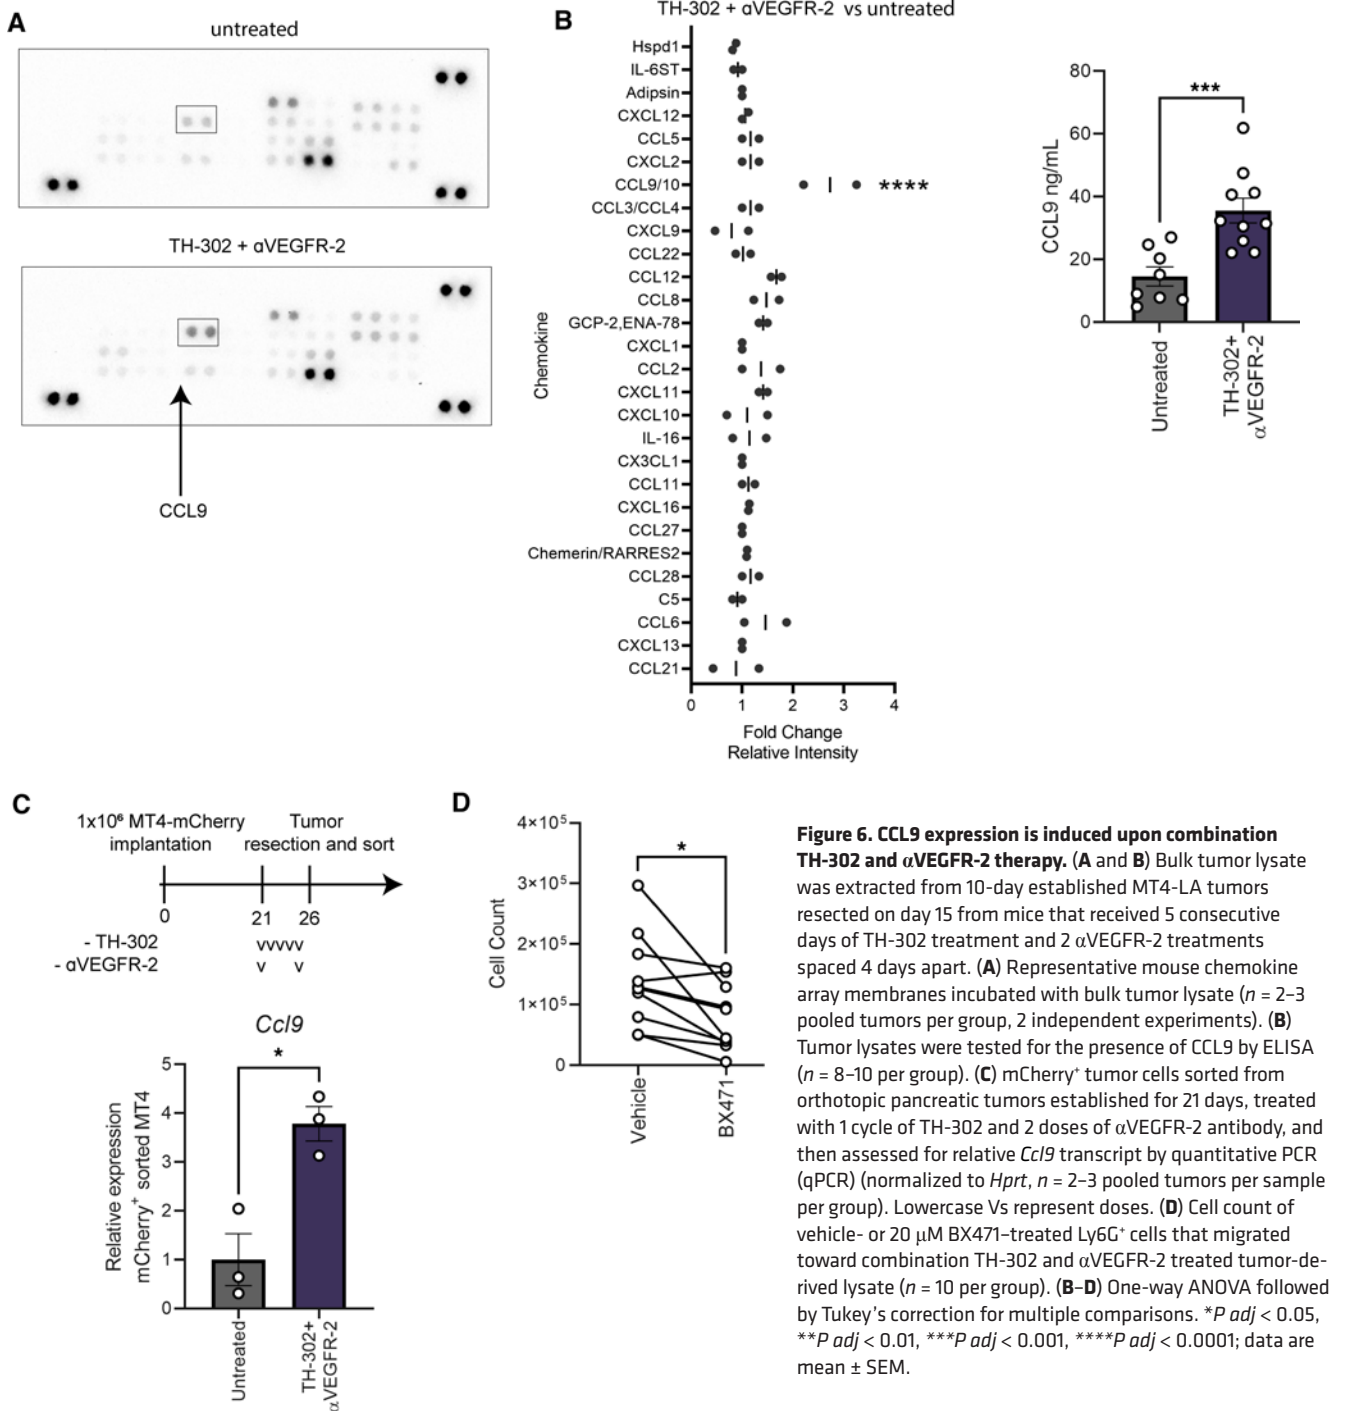 A
untreated
TH-302 + αVEGFR-2
CCL9
B
TH-302 + αVEGFR-2 vs untreated
Chemokine
Hspd1
IL-6ST
Adipsin
CXCL12
CCL5
CXCL2
CCL9/10
****
CCL3/CCL4
CXCL9
CCL22
CCL12
CCL8
GCP-2,ENA-78
CXCL1
CCL2
CXCL11
CXCL10
IL-16
CX3CL1
CCL11
CXCL16
CCL27
Chemerin/RARRES2
CCL28
C5
CCL6
CXCL13
CCL21
0 1 2 3 4
Fold Change
Relative Intensity
CCL9 ng/mL
80
60
40
20
0
***
Untreated
TH-302+
αVEGFR-2
C
1x10⁶ MT4-mCherry
implantation
Tumor
resection and sort
0 21 26
- TH-302 vvvvv
- αVEGFR-2 v v
Ccl9
*
Relative expression
mCherry⁺ sorted MT4
5
4
3
2
1
0
Untreated
TH-302+
αVEGFR-2
D
Cell Count
4×10⁵
3×10⁵
2×10⁵
1×10⁵
0
*
Vehicle
BX471
Figure 6. CCL9 expression is induced upon combination
TH-302 and αVEGFR-2 therapy. (A and B) Bulk tumor lysate
was extracted from 10-day established MT4-LA tumors
resected on day 15 from mice that received 5 consecutive
days of TH-302 treatment and 2 αVEGFR-2 treatments
spaced 4 days apart. (A) Representative mouse chemokine
array membranes incubated with bulk tumor lysate (n = 2–3
pooled tumors per group, 2 independent experiments). (B)
Tumor lysates were tested for the presence of CCL9 by ELISA
(n = 8–10 per group). (C) mCherry⁺ tumor cells sorted from
orthotopic pancreatic tumors established for 21 days, treated
with 1 cycle of TH-302 and 2 doses of αVEGFR-2 antibody, and
then assessed for relative Ccl9 transcript by quantitative PCR
(qPCR) (normalized to Hprt, n = 2–3 pooled tumors per sample
per group). Lowercase Vs represent doses. (D) Cell count of
vehicle- or 20 μM BX471–treated Ly6G⁺ cells that migrated
toward combination TH-302 and αVEGFR-2 treated tumor-de-
rived lysate (n = 10 per group). (B–D) One-way ANOVA followed
by Tukey's correction for multiple comparisons. *P adj < 0.05,
**P adj < 0.01, ***P adj < 0.001, ****P adj < 0.0001; data are
mean ± SEM.